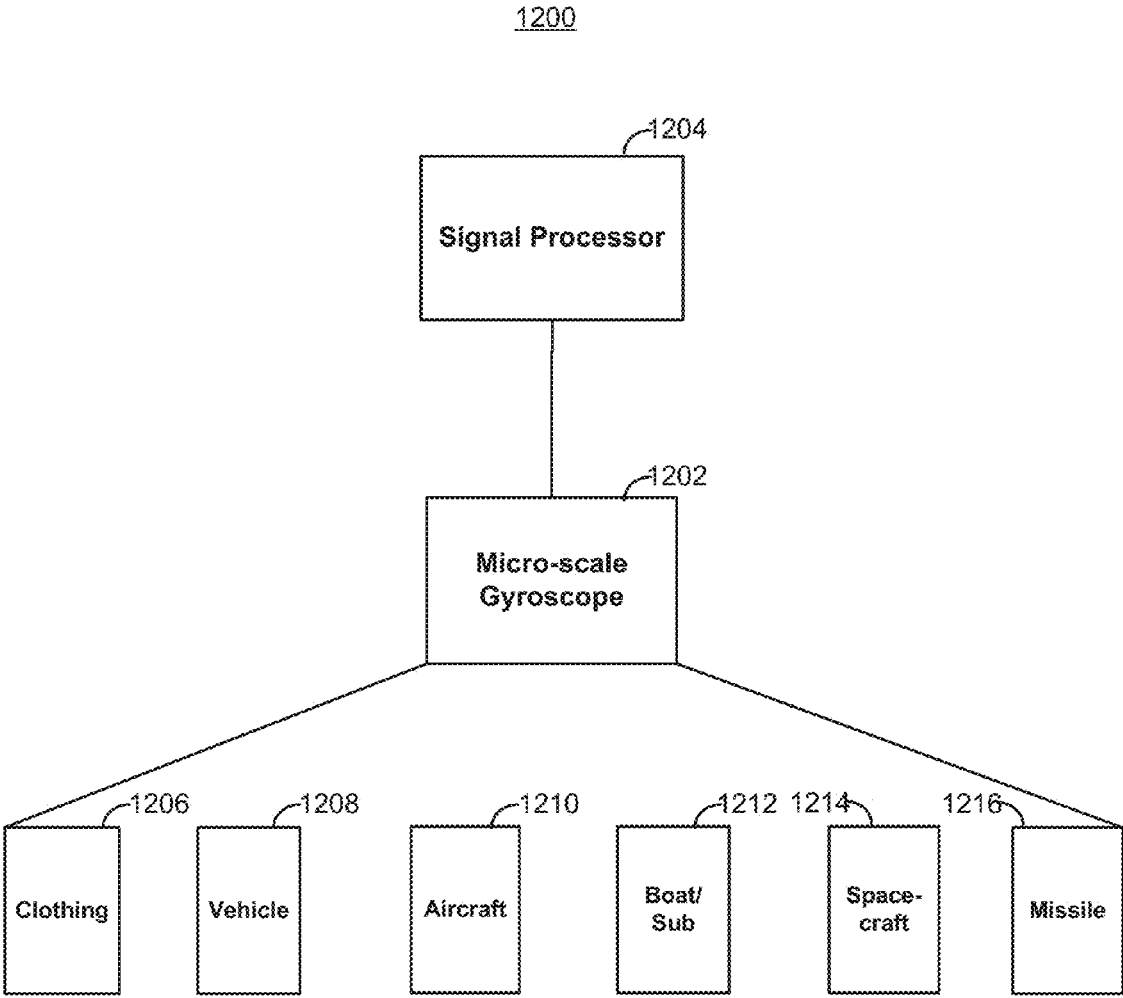 1200
1204
Signal Processor
1202
Micro-scale
Gyroscope
1206
1208
1210
1212
1214
1216
Clothing
Vehicle
Aircraft
Boat/
Sub
Space-
craft
Missile